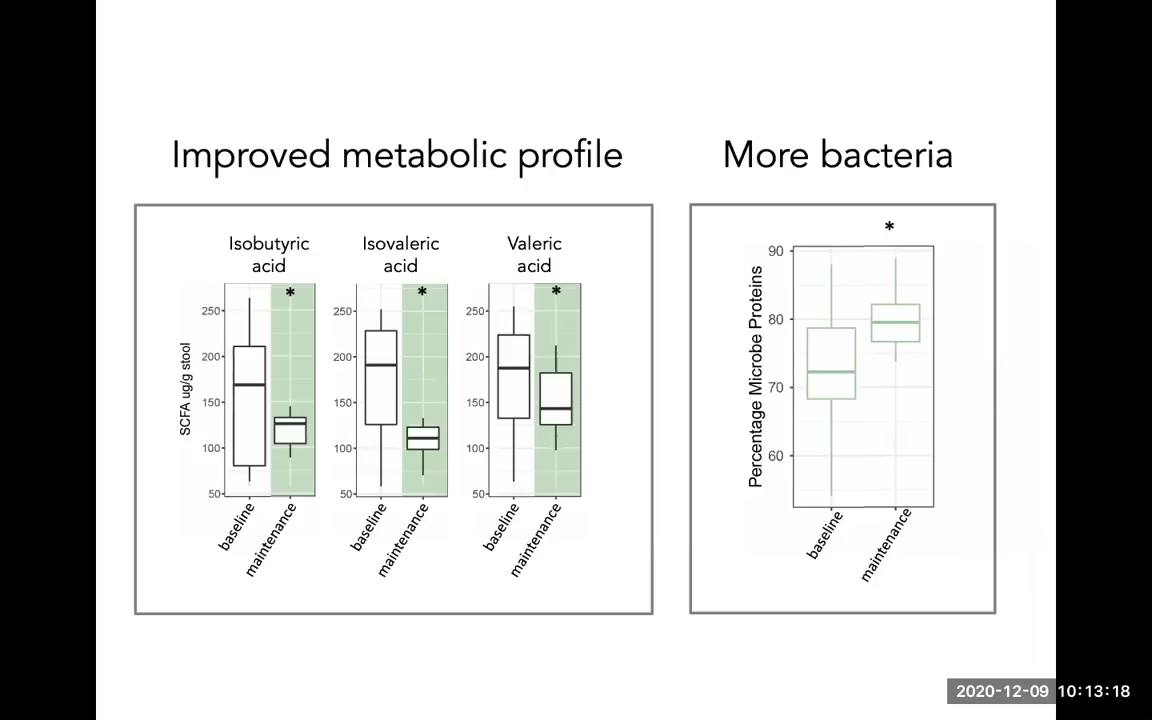 Improved metabolic profile
More bacteria
Isobutyric
acid
Isovaleric
acid
Valeric
acid
*
*
*
*
SCFA ug/g stool
250
200
150
100
50
250
200
150
100
50
250
200
150
100
50
baseline
maintenance
baseline
maintenance
baseline
maintenance
Percentage Microbe Proteins
90
80
70
60
baseline
maintenance
2020-12-09 10:13:18